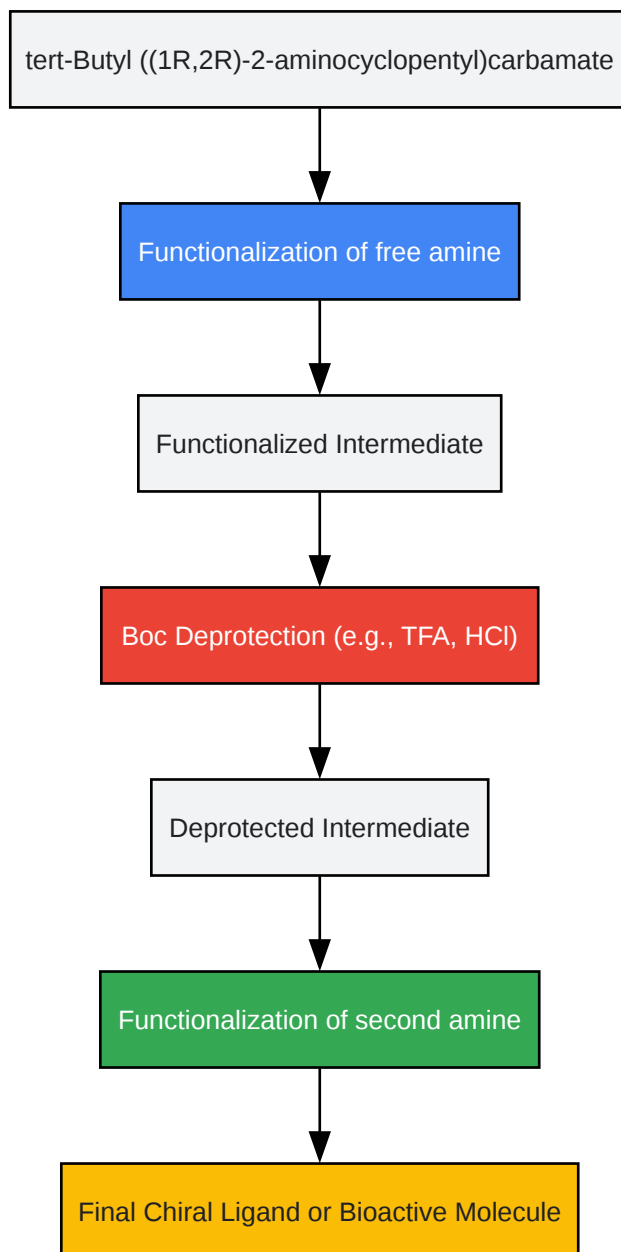 tert-Butyl ((1R,2R)-2-aminocyclopentyl)carbamate
Functionalization of free amine
Functionalized Intermediate
Boc Deprotection (e.g., TFA, HCl)
Deprotected Intermediate
Functionalization of second amine
Final Chiral Ligand or Bioactive Molecule